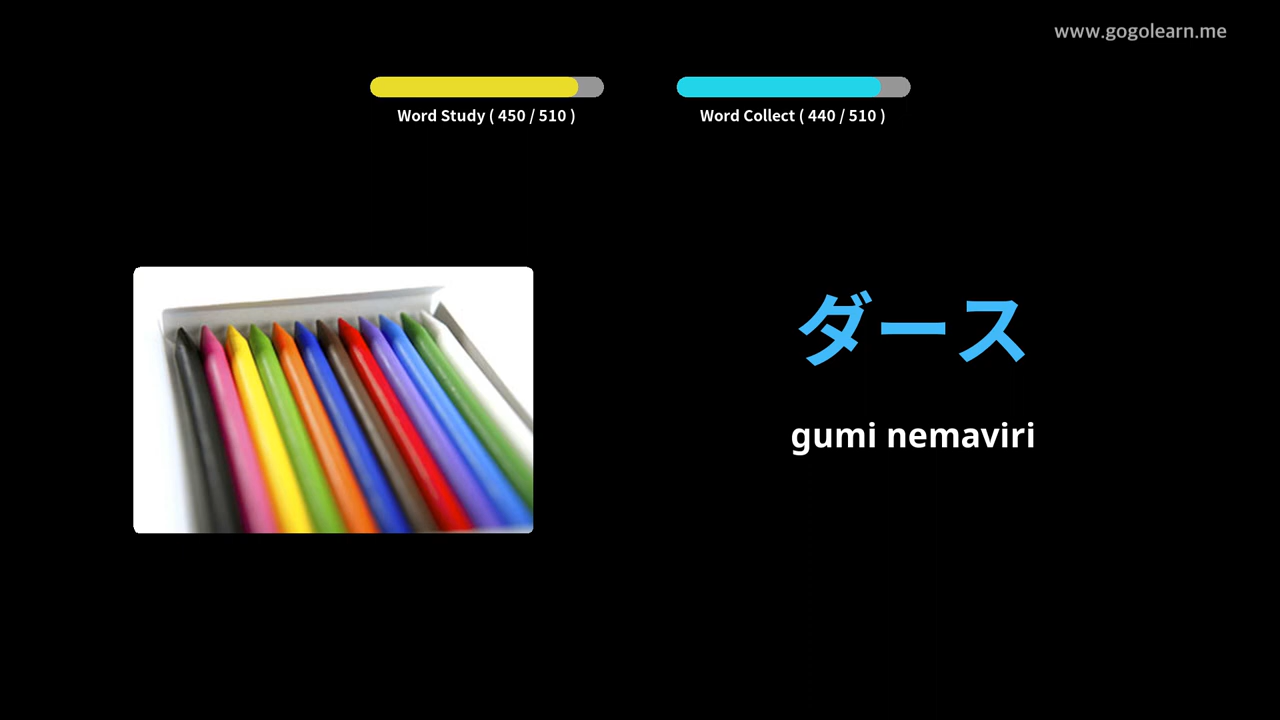 www.gogolearn.me
Word Study ( 450 / 510 )
Word Collect ( 440 / 510 )
ダース
gumi nemaviri